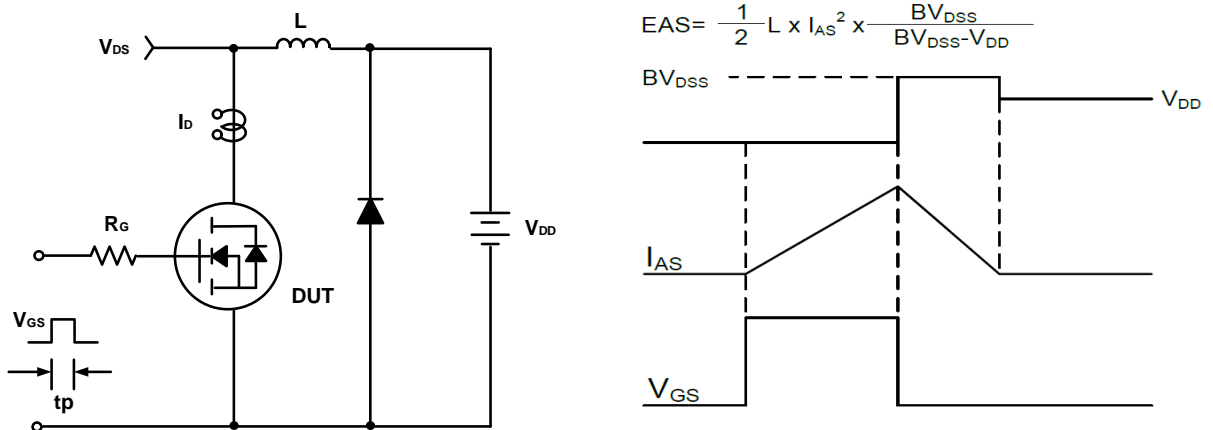 L
VDS
ID
RG
VDD
DUT
VGS
tp
EAS= 1/2 L x IAS² x BVDSS/BVDSS-VDD
BVDSS
VDD
IAS
VGS